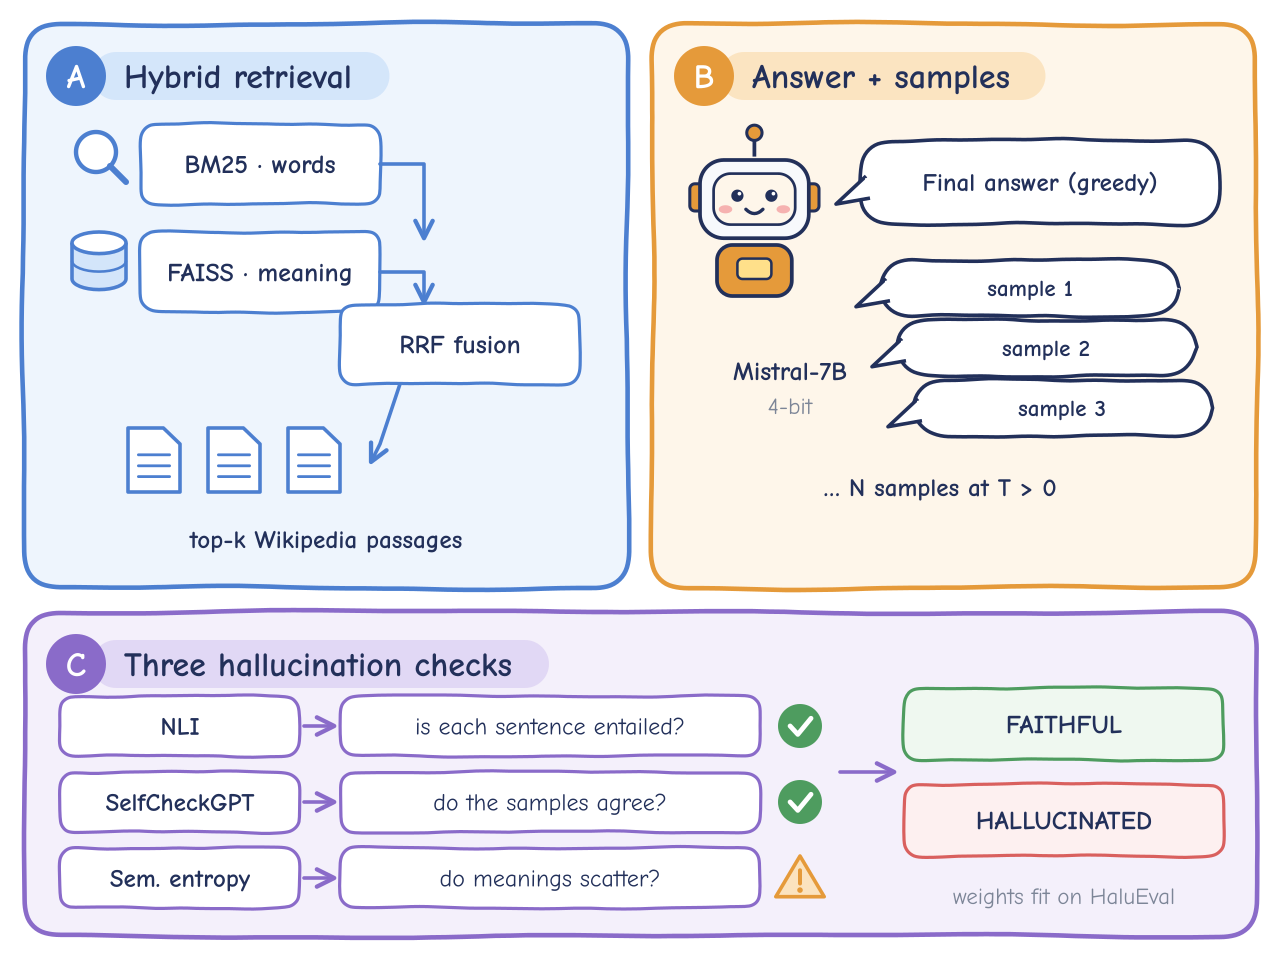 A Hybrid retrieval
BM25 · words
FAISS · meaning
RRF fusion
top-k Wikipedia passages
B Answer + samples
Final answer (greedy)
sample 1
sample 2
sample 3
Mistral-7B
4-bit
... N samples at T > 0
C Three hallucination checks
NLI
is each sentence entailed?
SelfCheckGPT
do the samples agree?
Sem. entropy
do meanings scatter?
FAITHFUL
HALLUCINATED
weights fit on HaluEval